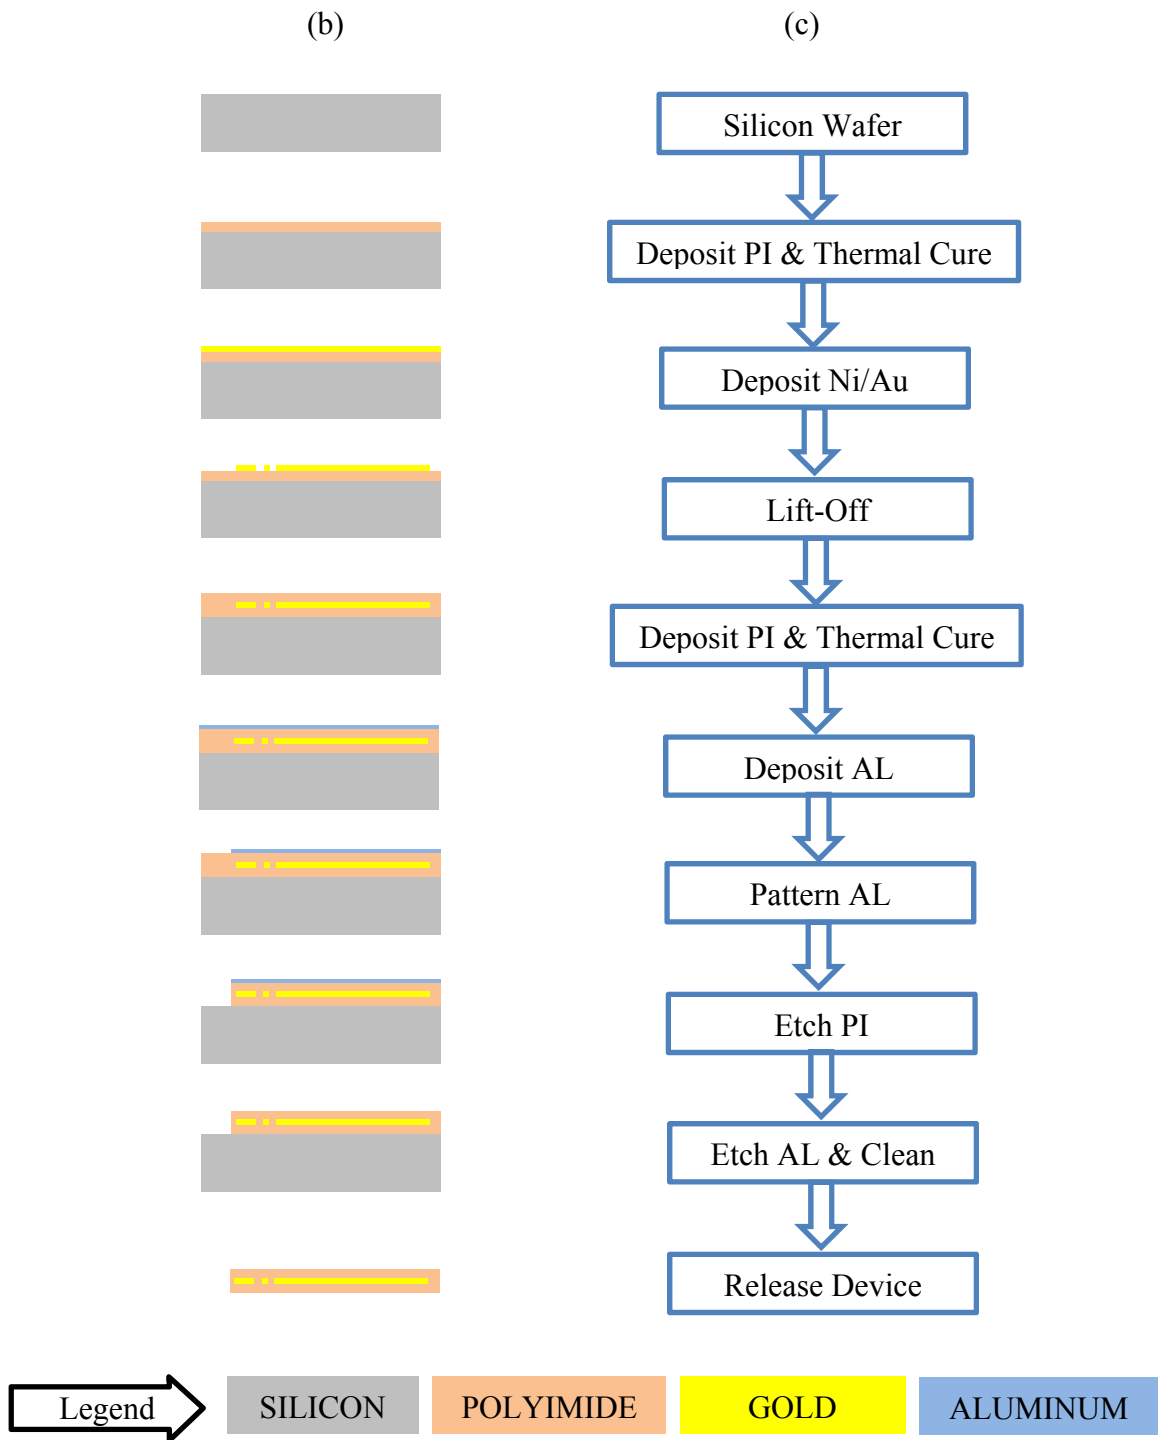 (b) (c)
Silicon Wafer
Deposit PI & Thermal Cure
Deposit Ni/Au
Lift-Off
Deposit PI & Thermal Cure
Deposit AL
Pattern AL
Etch PI
Etch AL & Clean
Release Device
Legend SILICON POLYIMIDE GOLD ALUMINUM